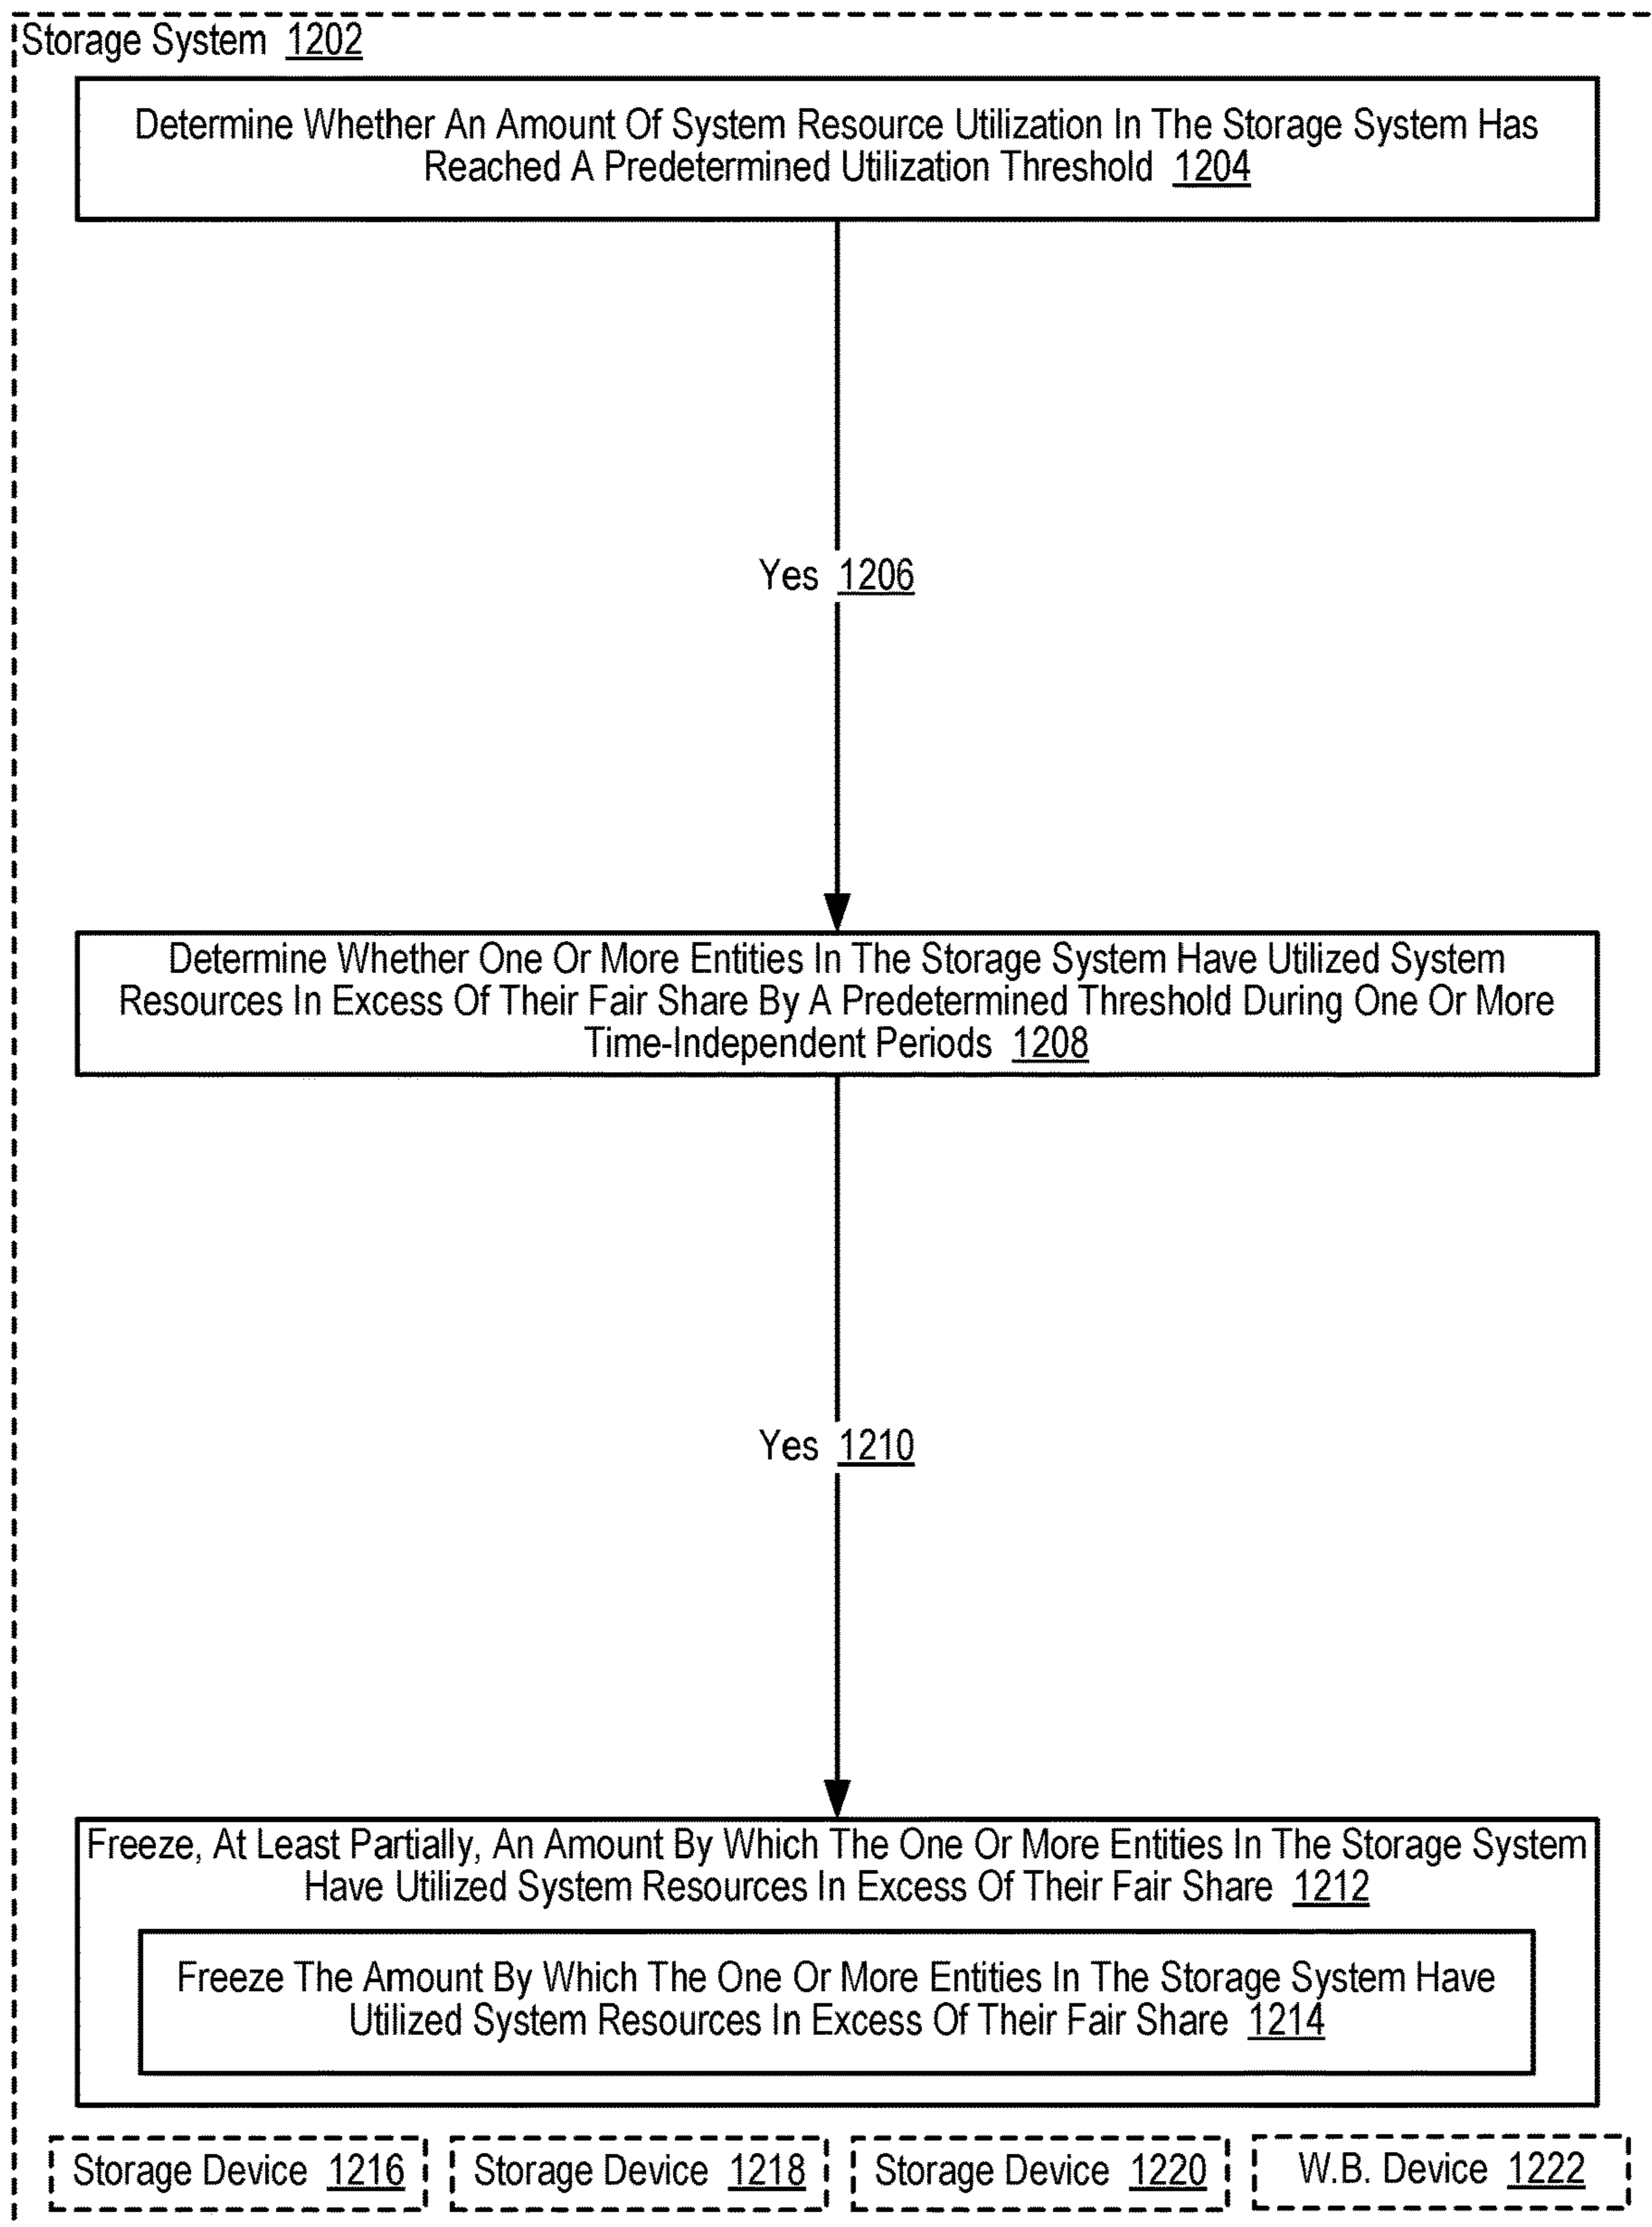 Storage System 1202
Determine Whether An Amount Of System Resource Utilization In The Storage System Has
Reached A Predetermined Utilization Threshold 1204
Yes 1206
Determine Whether One Or More Entities In The Storage System Have Utilized System
Resources In Excess Of Their Fair Share By A Predetermined Threshold During One Or More
Time-Independent Periods 1208
Yes 1210
Freeze, At Least Partially, An Amount By Which The One Or More Entities In The Storage System
Have Utilized System Resources In Excess Of Their Fair Share 1212
Freeze The Amount By Which The One Or More Entities In The Storage System Have
Utilized System Resources In Excess Of Their Fair Share 1214
Storage Device 1216
Storage Device 1218
Storage Device 1220
W.B. Device 1222